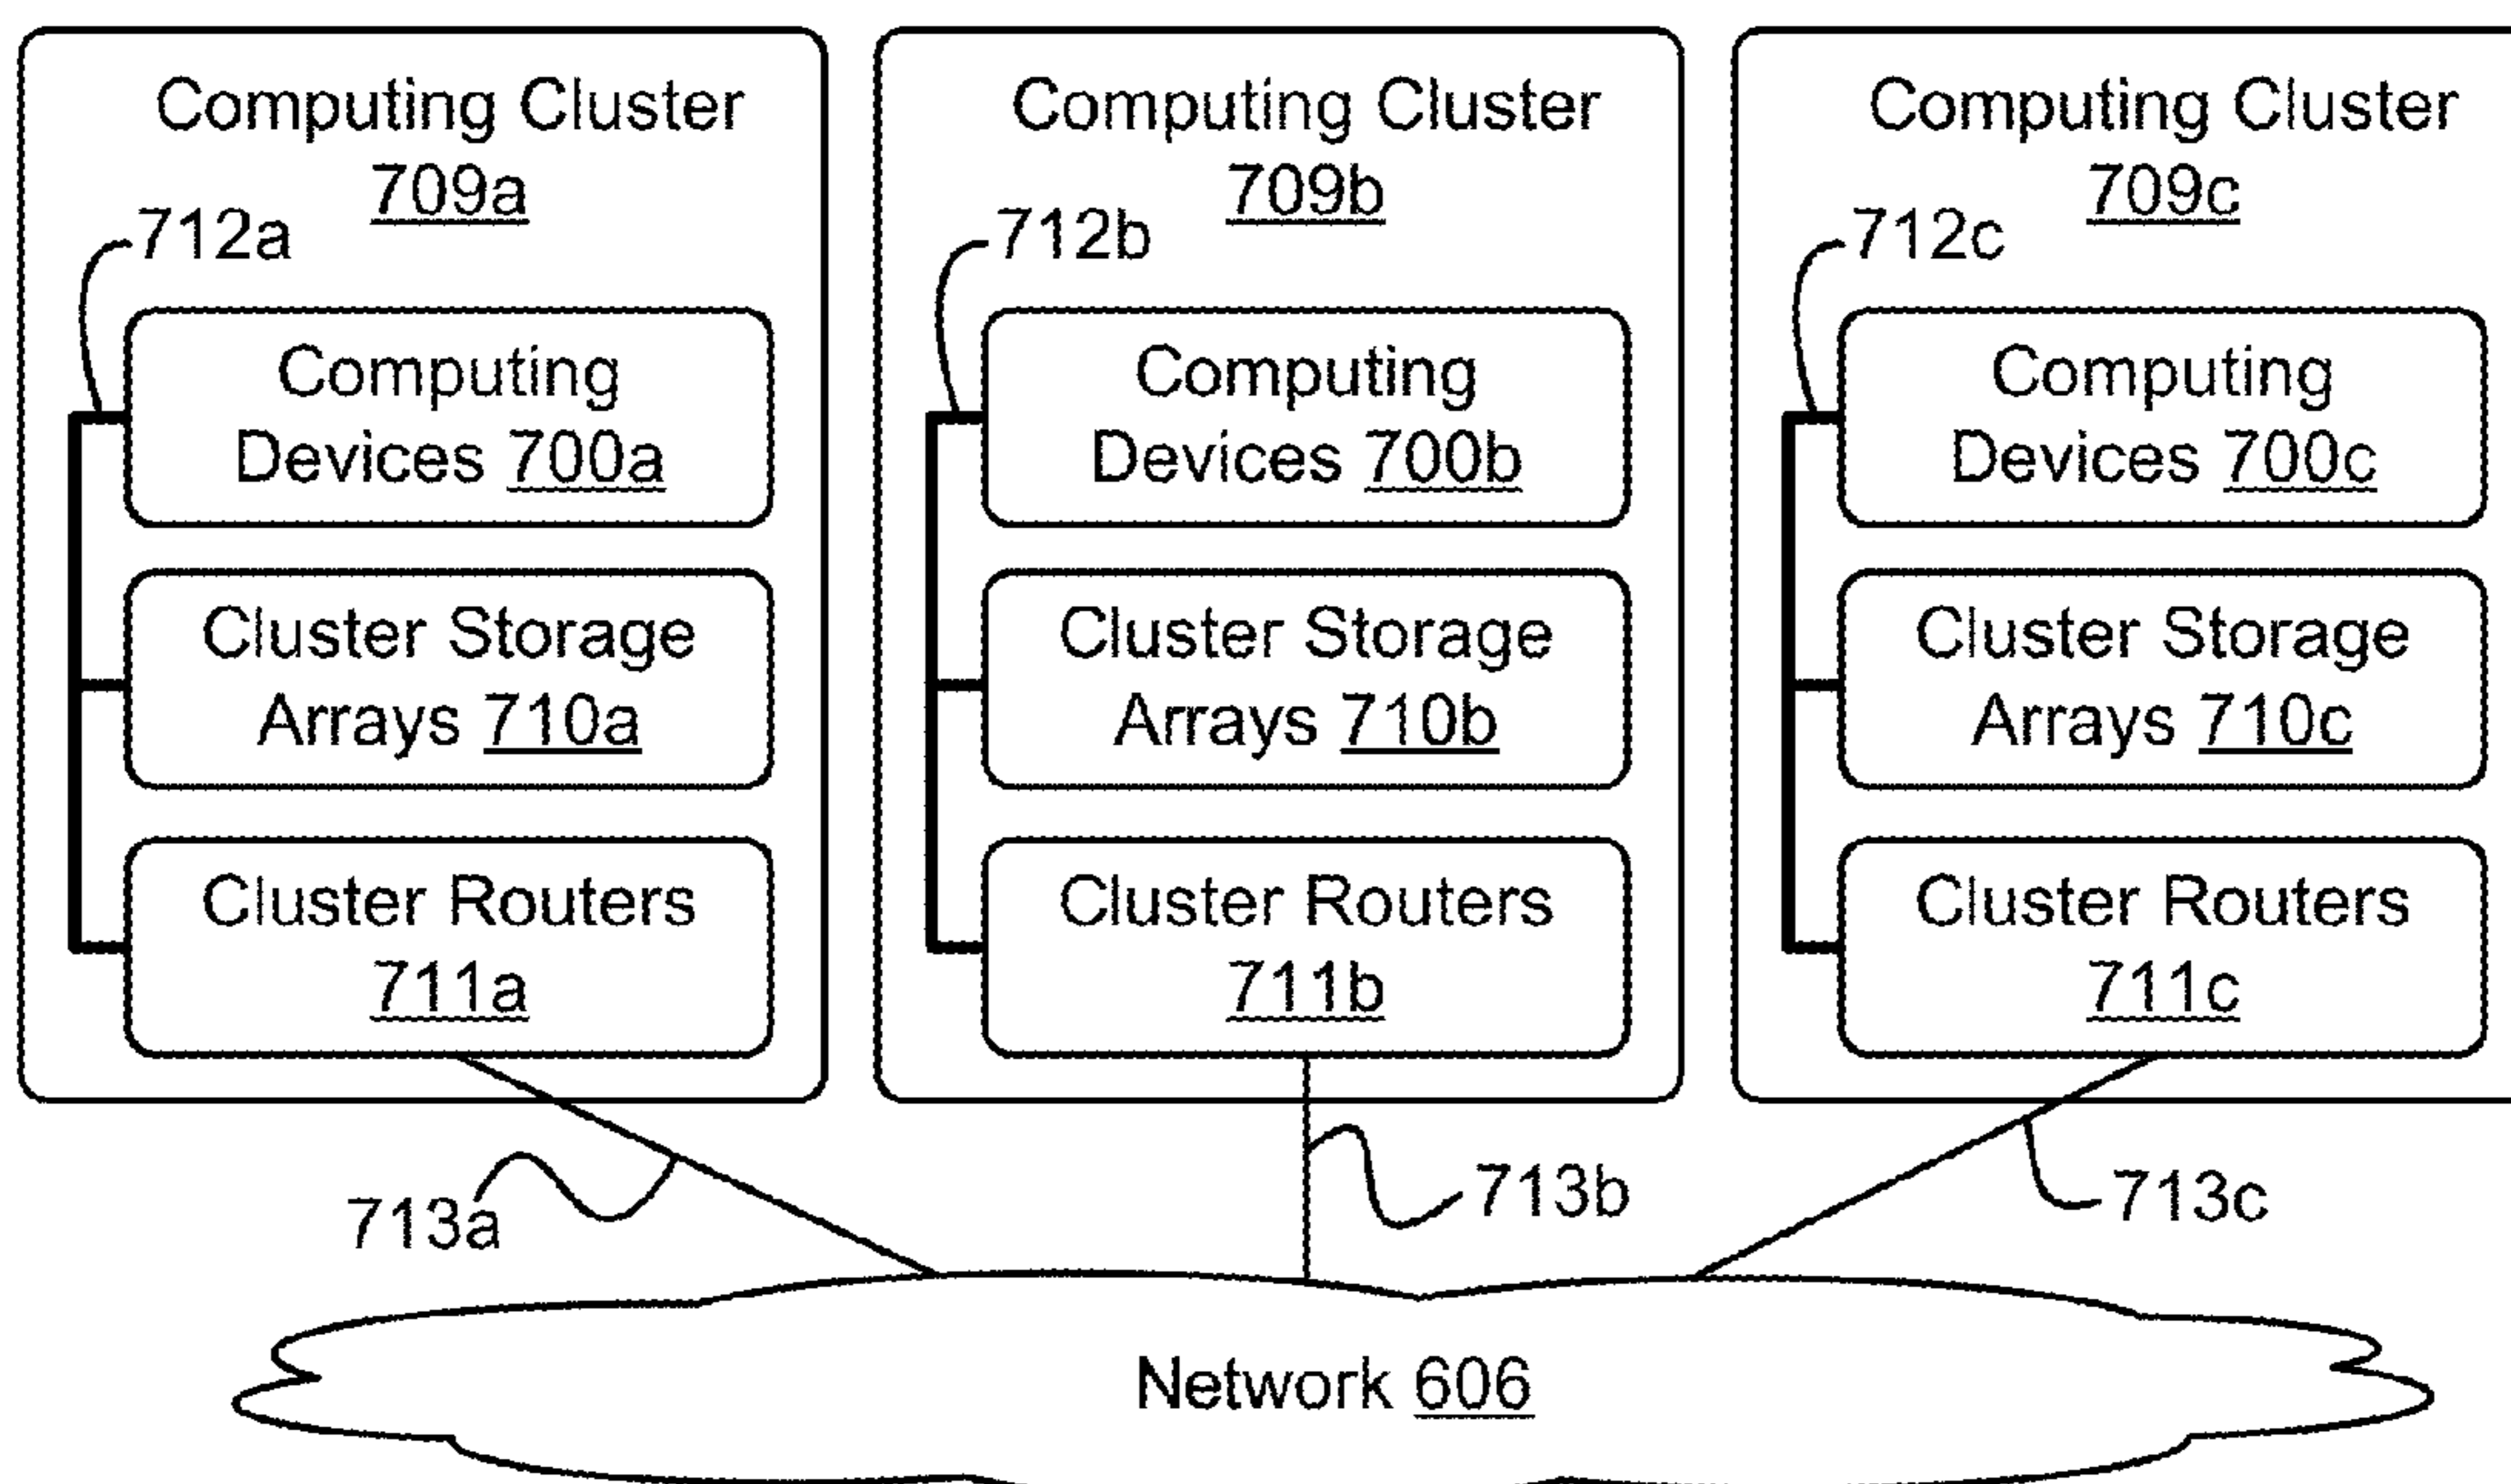 Computing Cluster
709a
712a
Computing
Devices 700a
Cluster Storage
Arrays 710a
Cluster Routers
711a
Computing Cluster
709b
712b
Computing
Devices 700b
Cluster Storage
Arrays 710b
Cluster Routers
711b
Computing Cluster
709c
712c
Computing
Devices 700c
Cluster Storage
Arrays 710c
Cluster Routers
711c
713a
713b
713c
Network 606